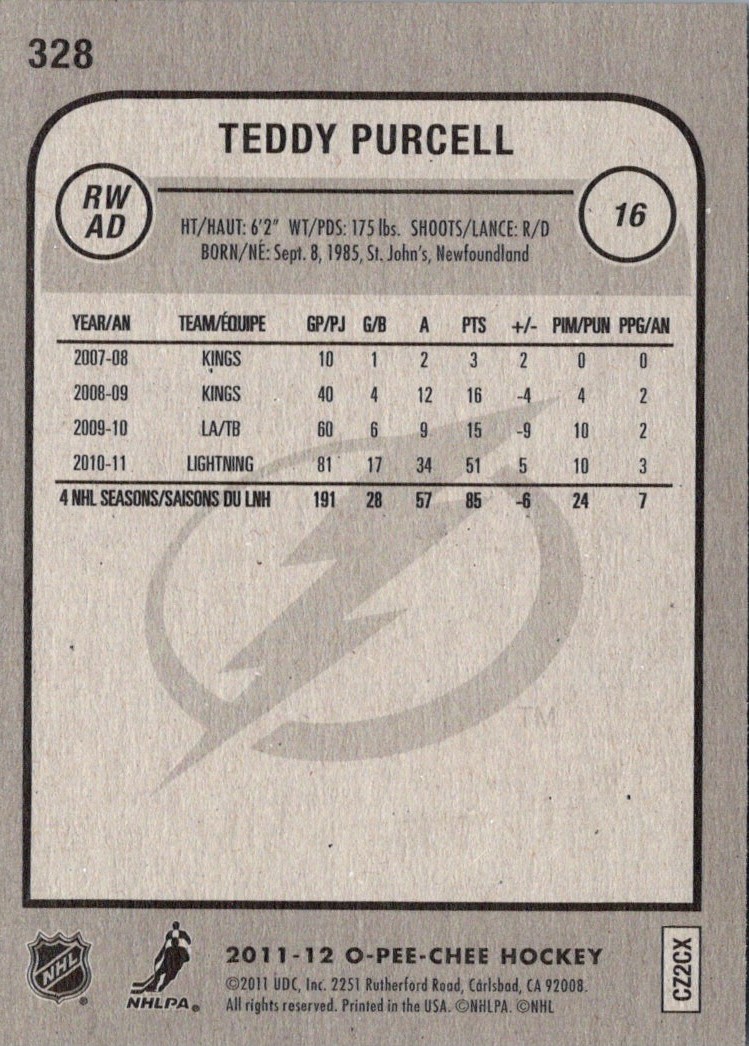 328
TEDDY PURCELL
RW
AD
16
HT/HAUT: 6'2" WT/PDS: 175 lbs. SHOOTS/LANCE: R/D
BORN/NÉ: Sept. 8, 1985, St. John's, Newfoundland
YEAR/AN TEAM/ÉQUIPE GP/PJ G/B A PTS +/- PIM/PUN PPG/AN
2007-08 KINGS 10 1 2 3 2 0 0
2008-09 KINGS 40 4 12 16 -4 4 2
2009-10 LA/TB 60 6 9 15 -9 10 2
2010-11 LIGHTNING 81 17 34 51 5 10 3
4 NHL SEASONS/SAISONS DU LNH 191 28 57 85 -6 24 7
TM
NHL
®
NHLPA®
2011-12 O-PEE-CHEE HOCKEY
©2011 UDC, Inc. 2251 Rutherford Road, Carlsbad, CA 92008.
All rights reserved. Printed in the USA. ©NHLPA. ©NHL
CZ2CX